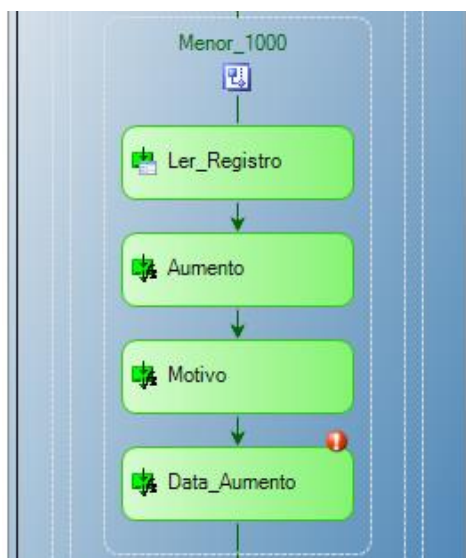 Menor_1000
Ler_Registro
Aumento
Motivo
Data_Aumento